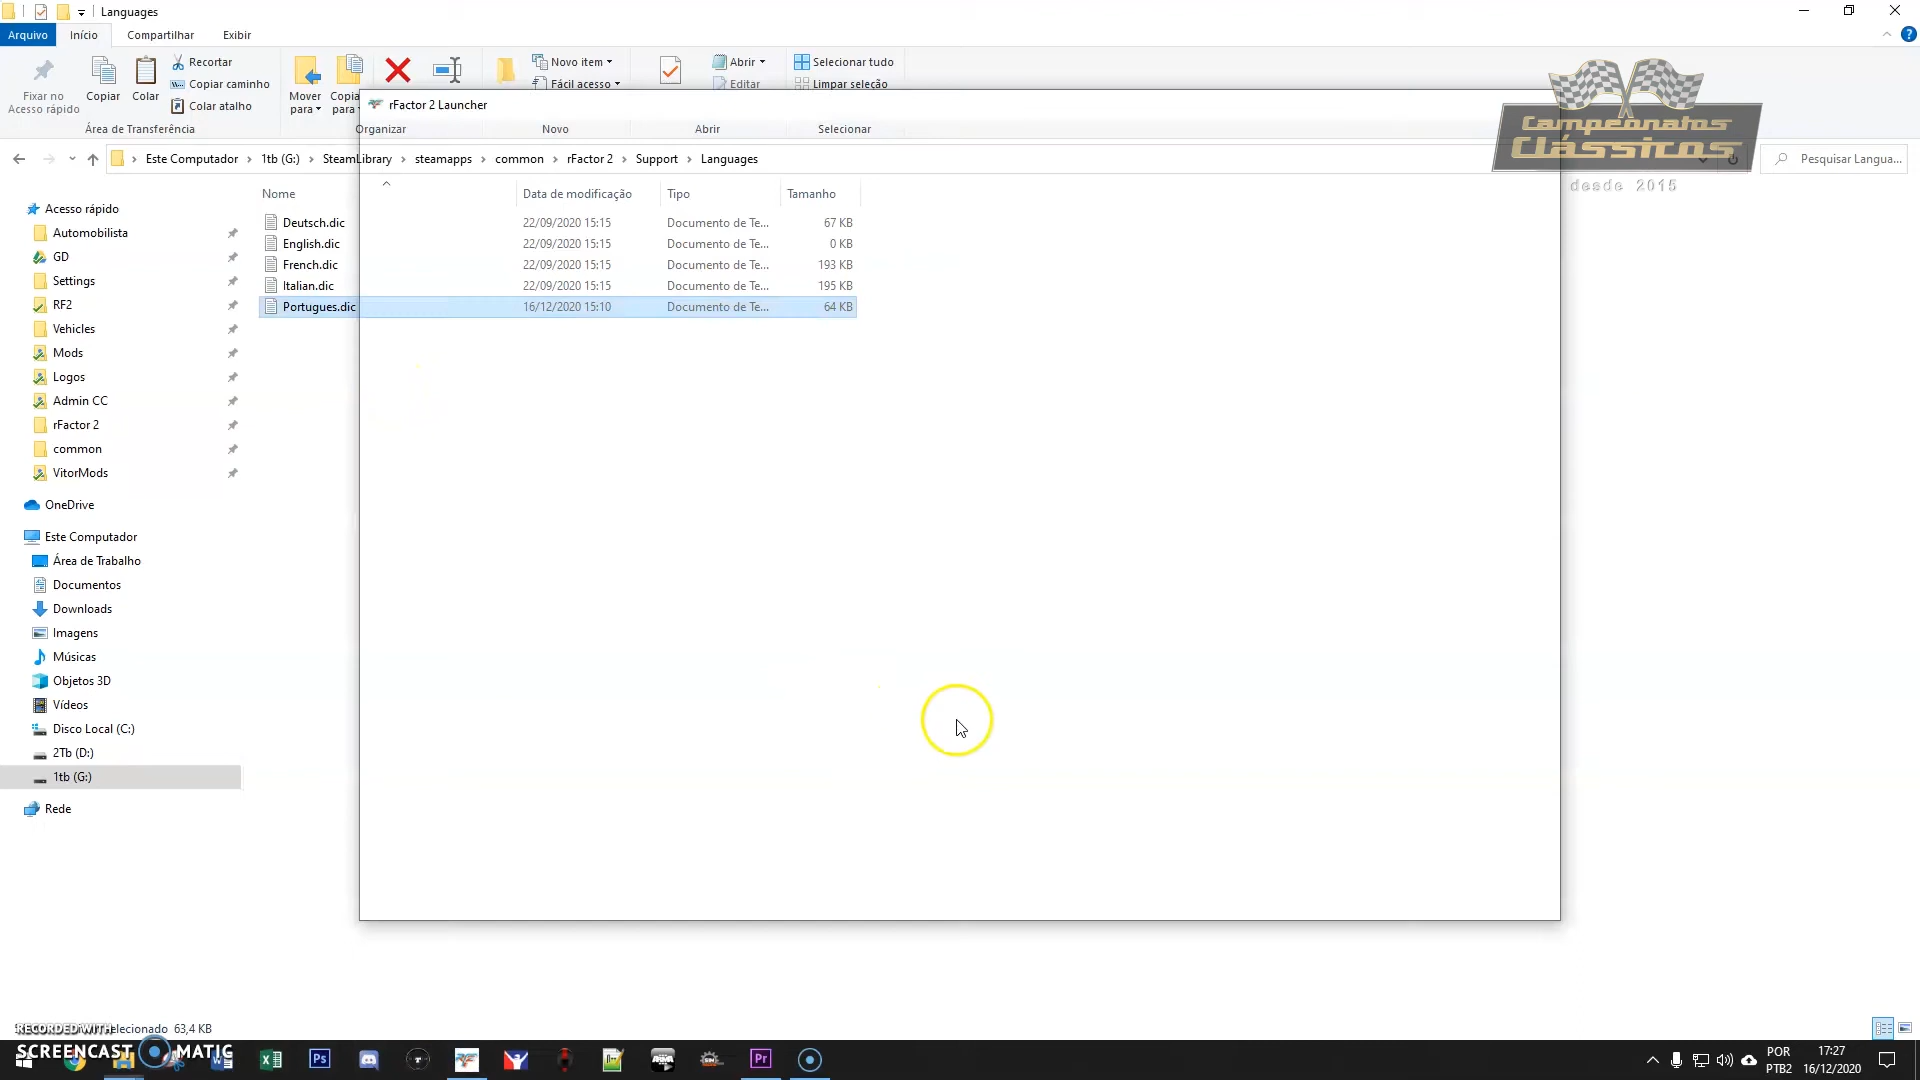 Languages
Arquivo Início Compartilhar Exibir
Fixar no
Acesso rápido
Copiar
Colar
Recortar
Copiar caminho
Colar atalho
Mover
para
Copia
para
Novo item
Fácil acesso
Abrir
Editar
Selecionar tudo
Limpar seleção
Área de Transferência
Organizar
Novo
Abrir
Selecionar
rFactor 2 Launcher
Campeonatos
Clássicos
desde 2015
Este Computador > 1tb (G:) > SteamLibrary > steamapps > common > rFactor 2 > Support > Languages
Pesquisar Langua...
Nome Data de modificação Tipo Tamanho
Deutsch.dic 22/09/2020 15:15 Documento de Te... 67 KB
English.dic 22/09/2020 15:15 Documento de Te... 0 KB
French.dic 22/09/2020 15:15 Documento de Te... 193 KB
Italian.dic 22/09/2020 15:15 Documento de Te... 195 KB
Portugues.dic 16/12/2020 15:10 Documento de Te... 64 KB
Acesso rápido
Automobilista
GD
Settings
RF2
Vehicles
Mods
Logos
Admin CC
rFactor 2
common
VitorMods
OneDrive
Este Computador
Área de Trabalho
Documentos
Downloads
Imagens
Músicas
Objetos 3D
Vídeos
Disco Local (C:)
2Tb (D:)
1tb (G:)
Rede
elecionado 63,4 KB
RECORDED WITH
SCREENCAST MATIC
Ps
Pr
POR
PTB2
17:27
16/12/2020